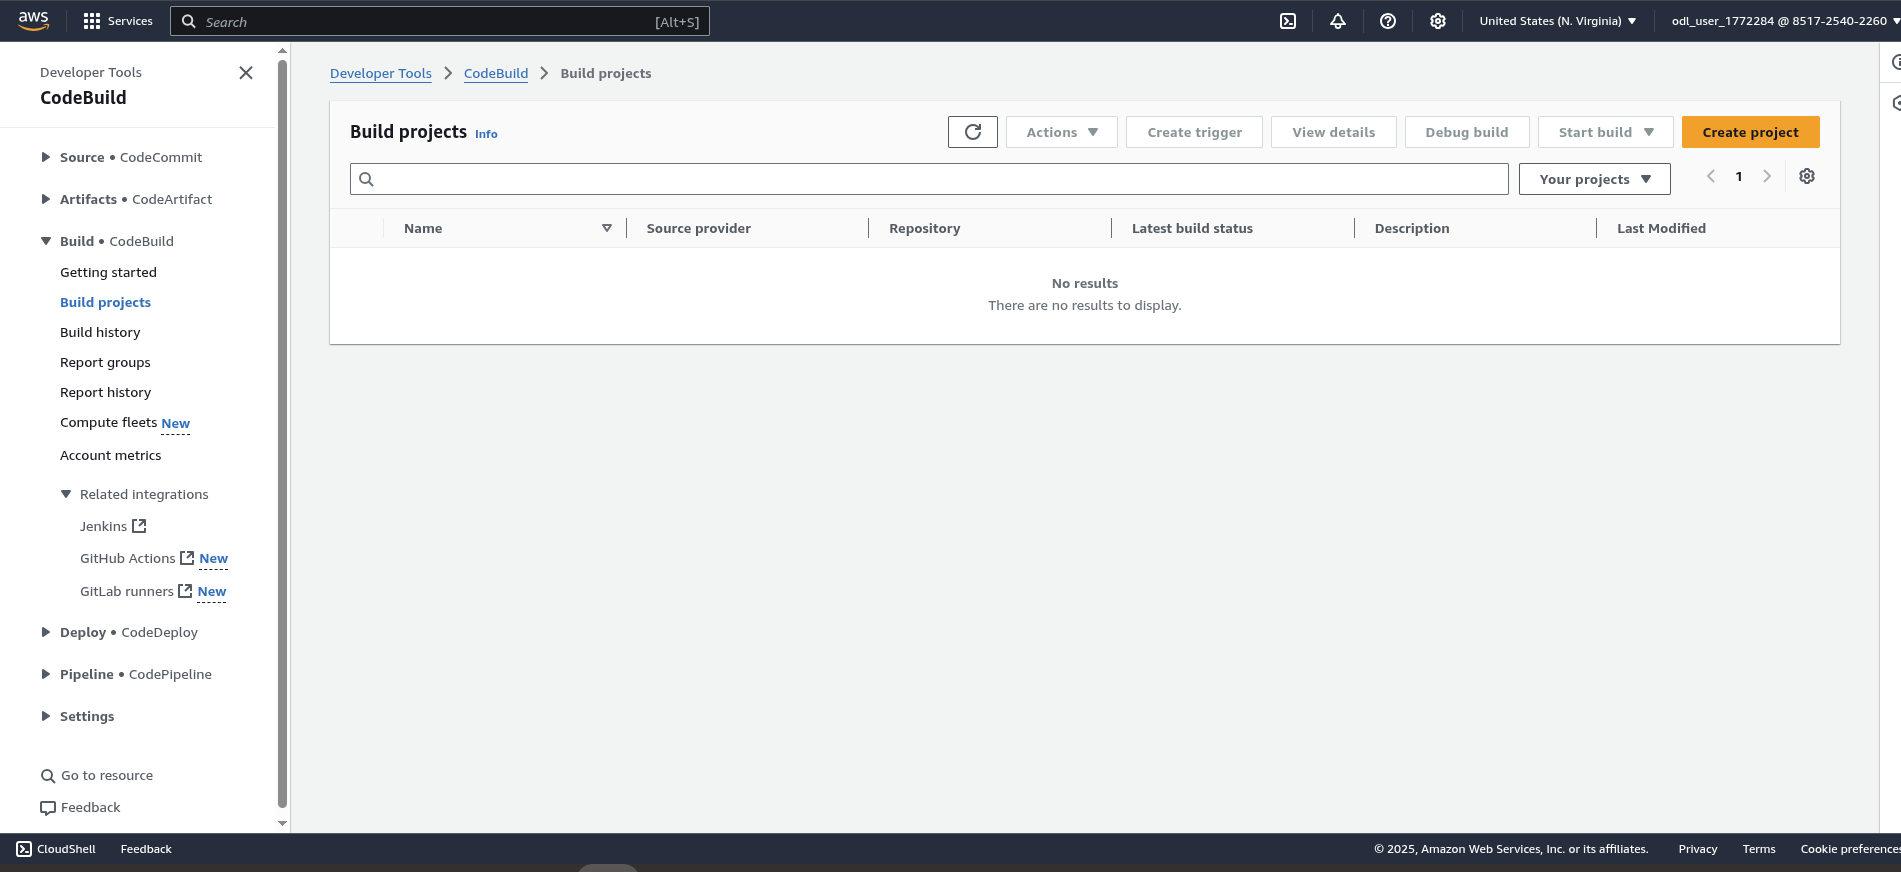 aws
Services
Search
[Alt+S]
United States (N. Virginia)
odl_user_1772284 @ 8517-2540-2260
Developer Tools
CodeBuild
Source • CodeCommit
Artifacts • CodeArtifact
Build • CodeBuild
Getting started
Build projects
Build history
Report groups
Report history
Compute fleets New
Account metrics
Related integrations
Jenkins
GitHub Actions New
GitLab runners New
Deploy • CodeDeploy
Pipeline • CodePipeline
Settings
Go to resource
Feedback
Developer Tools
CodeBuild
Build projects
Build projects Info
Actions
Create trigger
View details
Debug build
Start build
Create project
Your projects
1
Name
Source provider
Repository
Latest build status
Description
Last Modified
No results
There are no results to display.
CloudShell
Feedback
© 2025, Amazon Web Services, Inc. or its affiliates.
Privacy
Terms
Cookie preferences